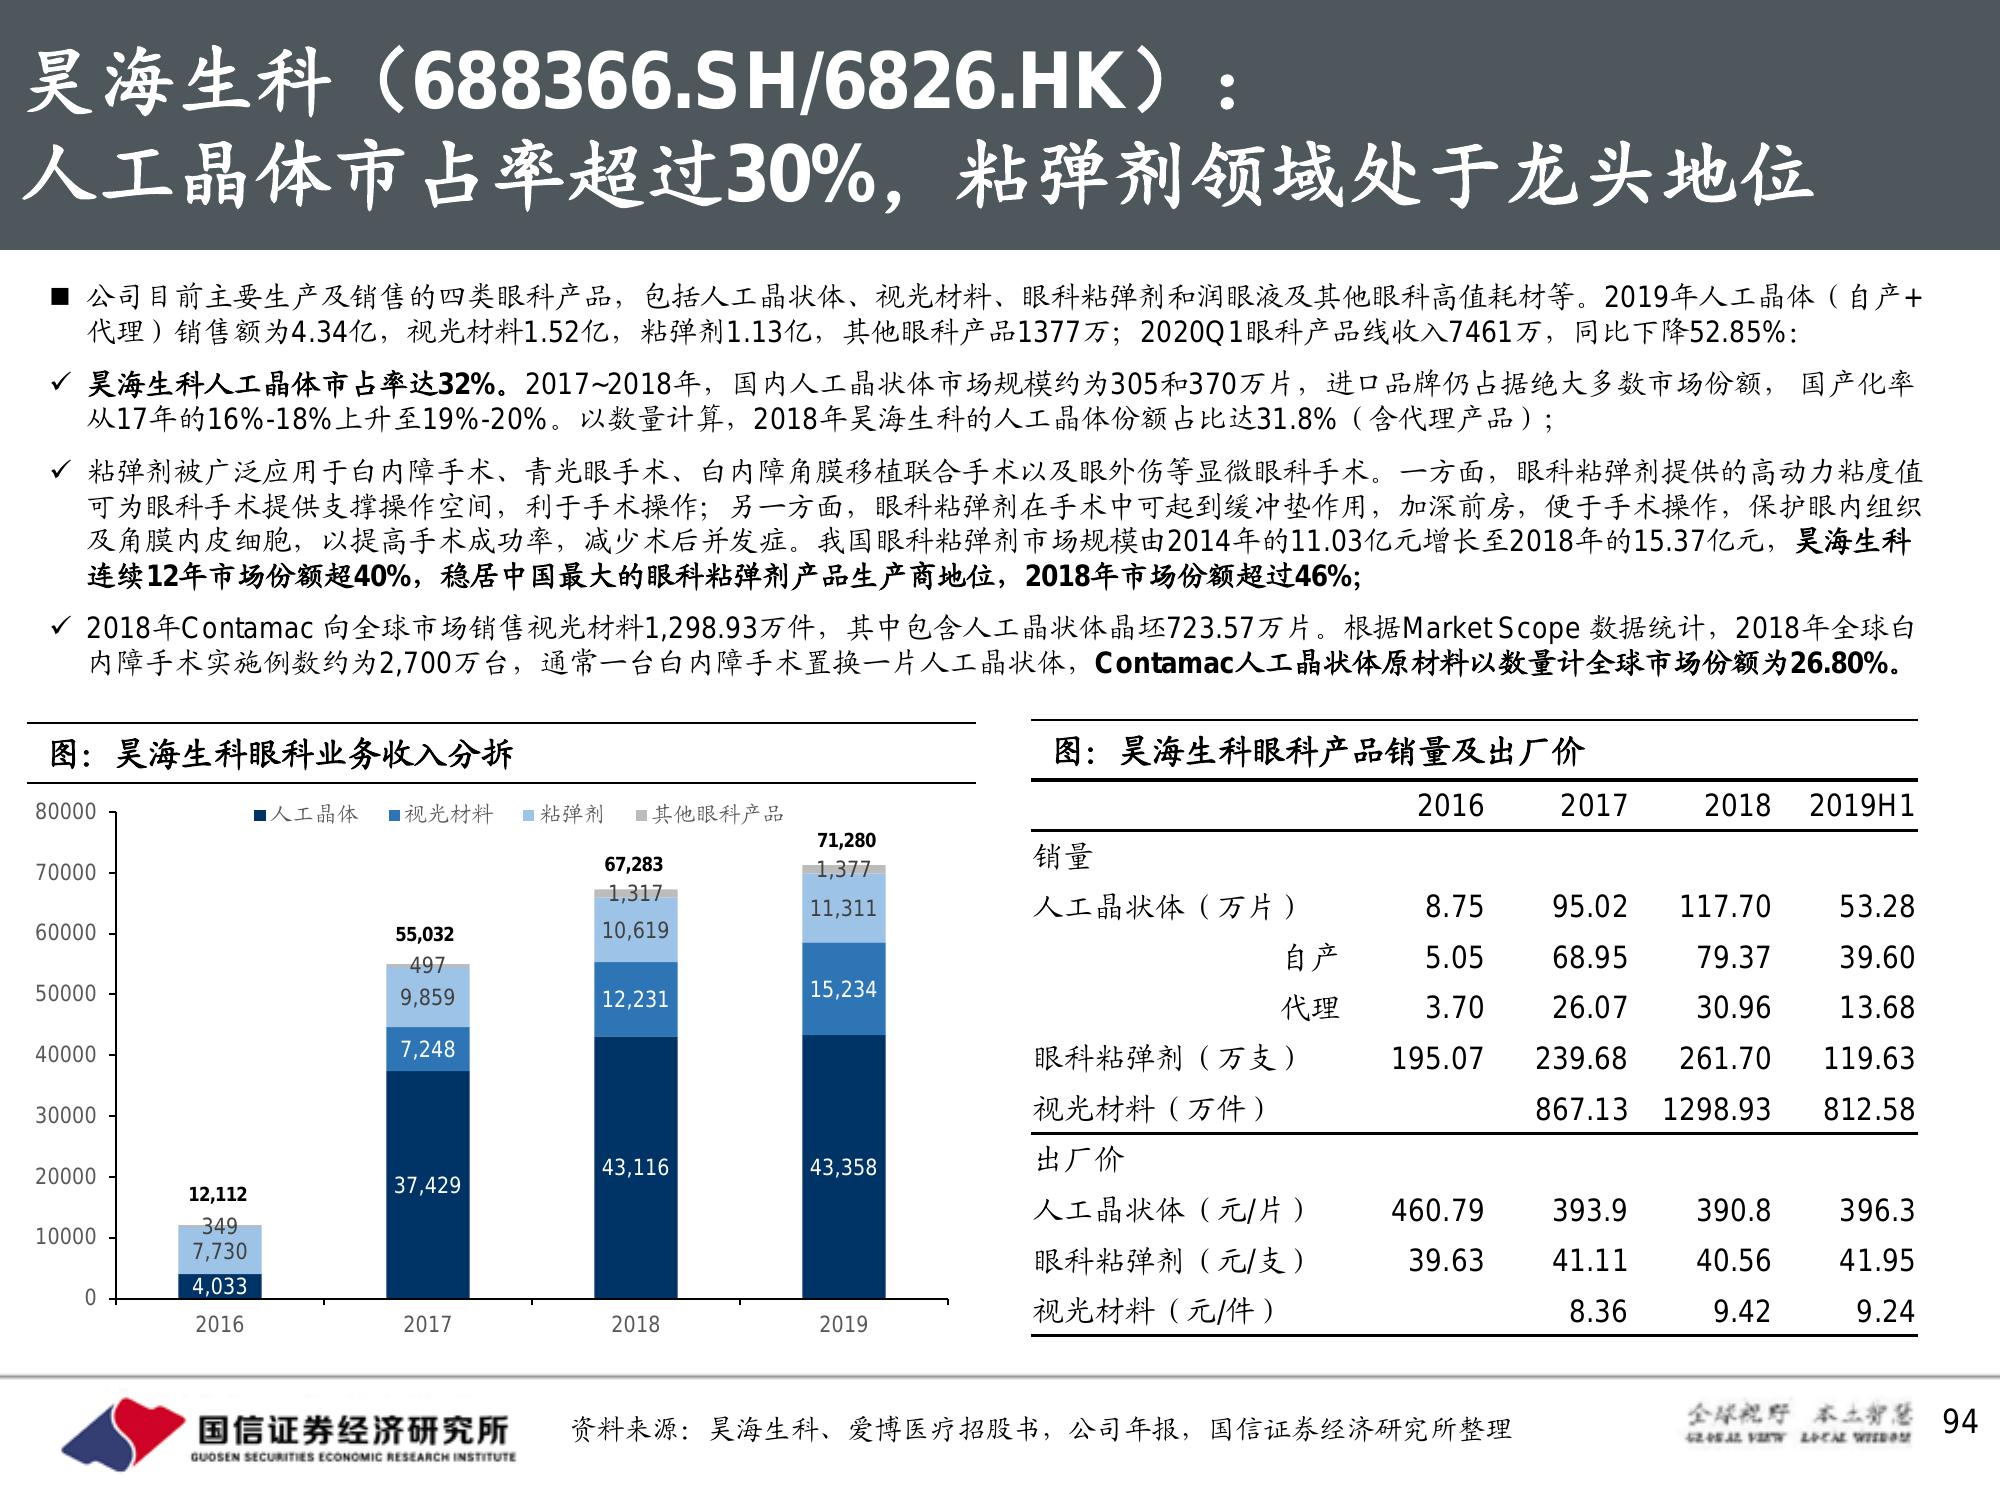 昊海生科（688366.SH/6826.HK）：
人工晶体市占率超过30%，粘弹剂领域处于龙头地位
■ 公司目前主要生产及销售的四类眼科产品，包括人工晶状体、视光材料、眼科粘弹剂和润眼液及其他眼科高值耗材等。2019年人工晶体（自产+
代理）销售额为4.34亿，视光材料1.52亿，粘弹剂1.13亿，其他眼科产品1377万；2020Q1眼科产品线收入7461万，同比下降52.85%：
✓ 昊海生科人工晶体市占率达32%。2017~2018年，国内人工晶状体市场规模约为305和370万片，进口品牌仍占据绝大多数市场份额， 国产化率
从17年的16%-18%上升至19%-20%。以数量计算，2018年昊海生科的人工晶体份额占比达31.8%（含代理产品）；
✓ 粘弹剂被广泛应用于白内障手术、青光眼手术、白内障角膜移植联合手术以及眼外伤等显微眼科手术。一方面，眼科粘弹剂提供的高动力粘度值
可为眼科手术提供支撑操作空间，利于手术操作；另一方面，眼科粘弹剂在手术中可起到缓冲垫作用，加深前房，便于手术操作，保护眼内组织
及角膜内皮细胞，以提高手术成功率，减少术后并发症。我国眼科粘弹剂市场规模由2014年的11.03亿元增长至2018年的15.37亿元，昊海生科
连续12年市场份额超40%，稳居中国最大的眼科粘弹剂产品生产商地位，2018年市场份额超过46%；
✓ 2018年Contamac 向全球市场销售视光材料1,298.93万件，其中包含人工晶状体晶坯723.57万片。根据Market Scope 数据统计，2018年全球白
内障手术实施例数约为2,700万台，通常一台白内障手术置换一片人工晶状体，Contamac人工晶状体原材料以数量计全球市场份额为26.80%。
图：昊海生科眼科业务收入分拆
人工晶体 视光材料 粘弹剂 其他眼科产品
80000
70000
60000
50000
40000
30000
20000
10000
0
12,112
349
7,730
4,033
55,032
497
9,859
7,248
37,429
67,283
1,317
10,619
12,231
43,116
71,280
1,377
11,311
15,234
43,358
2016 2017 2018 2019
图：昊海生科眼科产品销量及出厂价
2016 2017 2018 2019H1
销量
人工晶状体（万片） 8.75 95.02 117.70 53.28
自产 5.05 68.95 79.37 39.60
代理 3.70 26.07 30.96 13.68
眼科粘弹剂（万支） 195.07 239.68 261.70 119.63
视光材料（万件） 867.13 1298.93 812.58
出厂价
人工晶状体（元/片） 460.79 393.9 390.8 396.3
眼科粘弹剂（元/支） 39.63 41.11 40.56 41.95
视光材料（元/件） 8.36 9.42 9.24
国信证券经济研究所
GUOSEN SECURITIES ECONOMIC RESEARCH INSTITUTE
资料来源：昊海生科、爱博医疗招股书，公司年报，国信证券经济研究所整理
全球视野 本土智慧
GLOBAL VIEW LOCAL WISDOM
94